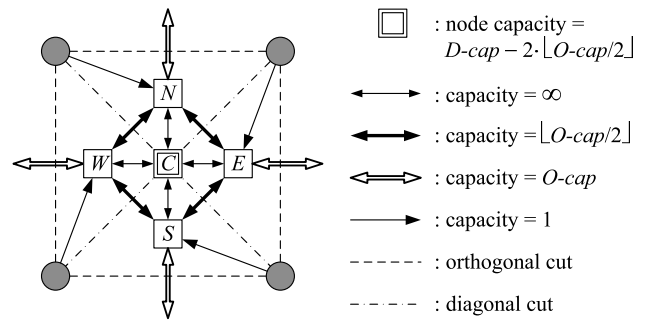 N
W
C
E
S
: node capacity =
D-cap – 2·⌊O-cap/2⌋
: capacity = ∞
: capacity=⌊O-cap/2⌋
: capacity = O-cap
: capacity = 1
: orthogonal cut
: diagonal cut